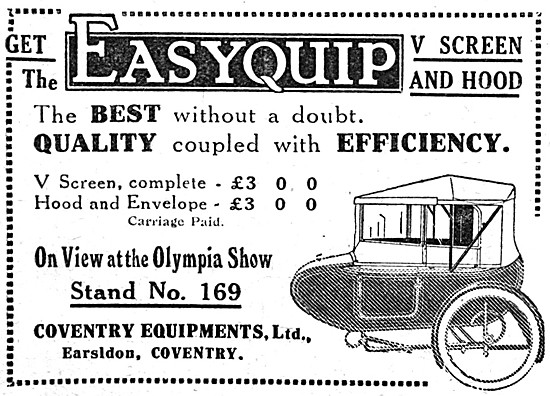 GET The EASYQUIP V SCREEN AND HOOD
The BEST without a doubt.
QUALITY coupled with EFFICIENCY.
V Screen, complete - £3 0 0
Hood and Envelope - £3 0 0
Carriage Paid.
On View at the Olympia Show
Stand No. 169
COVENTRY EQUIPMENTS, Ltd.,
Earsldon, COVENTRY.